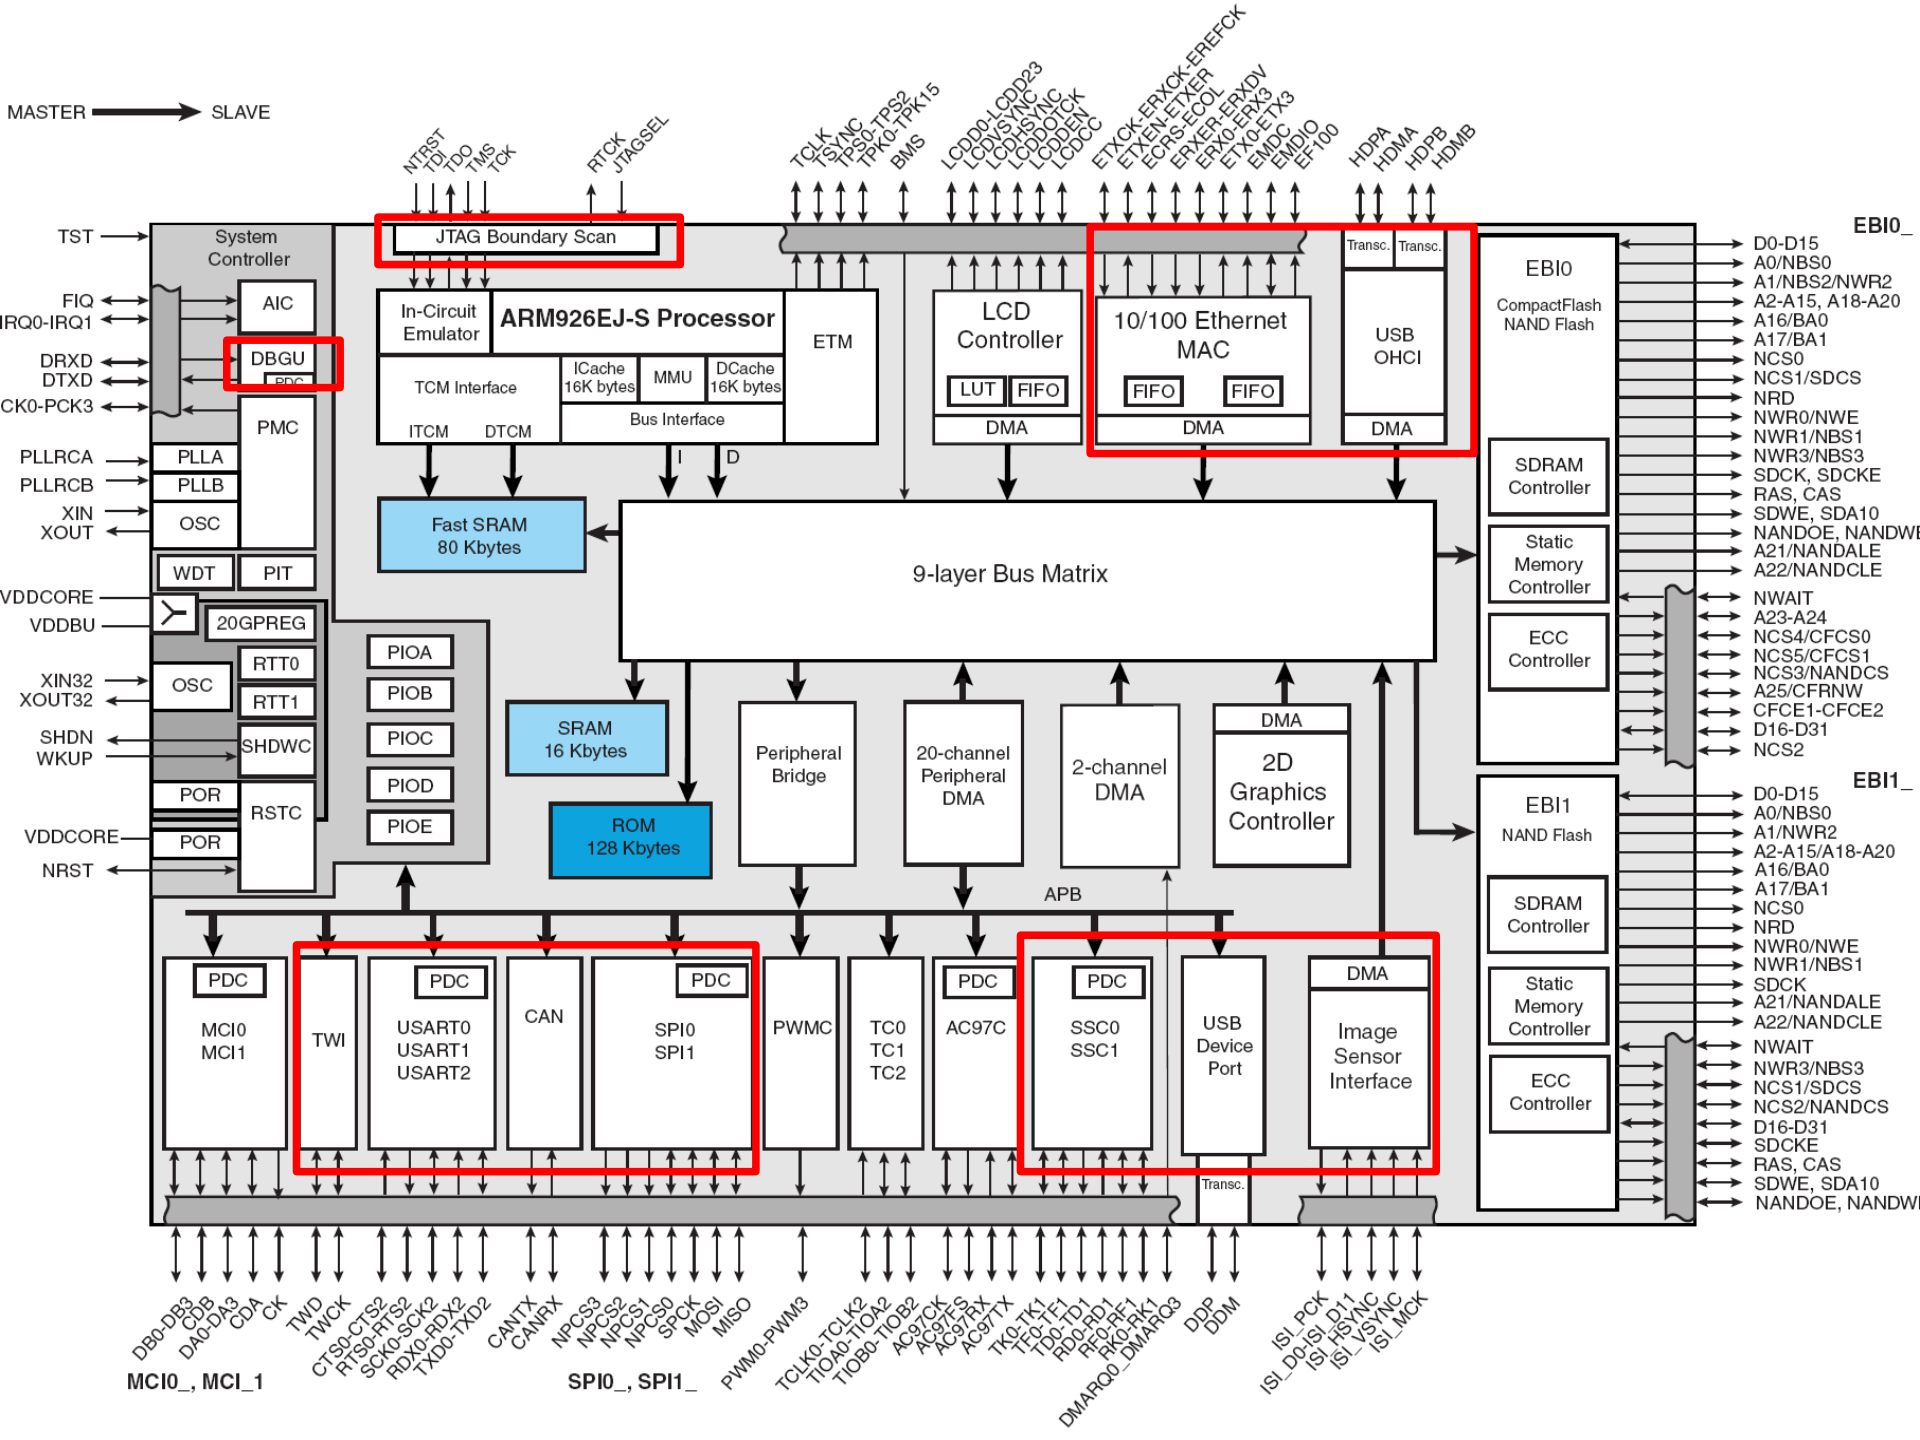 MASTER
SLAVE
NTRST
TDI
TDO
TMS
TCK
RTCK
JTAGSEL
TCLK
TSYNC
TPS0-TPS2
TPK0-TPK15
BMS
LCDD0-LCDD23
LCDVSYNC
LCDHSYNC
LCDDOTCK
LCDDEN
LCDCC
ETXCK-ERXCK-EREFCK
ETXEN-ETXER
ECRS-ECOL
ERXER-ERXDV
ERX0-ERX3
ETX0-ETX3
EMDC
EMDIO
EF100
HDPA
HDMA
HDPB
HDMB
TST
FIQ
IRQ0-IRQ1
DRXD
DTXD
CK0-PCK3
PLLRCA
PLLRCB
XIN
XOUT
VDDCORE
VDDBU
XIN32
XOUT32
SHDN
WKUP
VDDCORE
NRST
System
Controller
AIC
DBGU
PDC
PMC
PLLA
PLLB
OSC
WDT
PIT
20GPREG
RTT0
OSC
RTT1
SHDWC
POR
RSTC
POR
PIOA
PIOB
PIOC
PIOD
PIOE
JTAG Boundary Scan
In-Circuit
Emulator
ARM926EJ-S Processor
TCM Interface
ICache
16K bytes
MMU
DCache
16K bytes
Bus Interface
ITCM
DTCM
I
D
ETM
LCD
Controller
LUT
FIFO
DMA
10/100 Ethernet
MAC
FIFO
FIFO
DMA
Transc.
Transc.
USB
OHCI
DMA
Fast SRAM
80 Kbytes
9-layer Bus Matrix
SRAM
16 Kbytes
ROM
128 Kbytes
Peripheral
Bridge
20-channel
Peripheral
DMA
2-channel
DMA
DMA
2D
Graphics
Controller
APB
EBI0
CompactFlash
NAND Flash
SDRAM
Controller
Static
Memory
Controller
ECC
Controller
EBI1
NAND Flash
SDRAM
Controller
Static
Memory
Controller
ECC
Controller
EBI0_
D0-D15
A0/NBS0
A1/NBS2/NWR2
A2-A15, A18-A20
A16/BA0
A17/BA1
NCS0
NCS1/SDCS
NRD
NWR0/NWE
NWR1/NBS1
NWR3/NBS3
SDCK, SDCKE
RAS, CAS
SDWE, SDA10
NANDOE, NANDWE
A21/NANDALE
A22/NANDCLE
NWAIT
A23-A24
NCS4/CFCS0
NCS5/CFCS1
NCS3/NANDCS
A25/CFRNW
CFCE1-CFCE2
D16-D31
NCS2
EBI1_
D0-D15
A0/NBS0
A1/NWR2
A2-A15/A18-A20
A16/BA0
A17/BA1
NCS0
NRD
NWR0/NWE
NWR1/NBS1
SDCK
A21/NANDALE
A22/NANDCLE
NWAIT
NWR3/NBS3
NCS1/SDCS
NCS2/NANDCS
D16-D31
SDCKE
RAS, CAS
SDWE, SDA10
NANDOE, NANDW
PDC
MCI0
MCI1
TWI
PDC
USART0
USART1
USART2
CAN
PDC
SPI0
SPI1
PWMC
TC0
TC1
TC2
PDC
AC97C
PDC
SSC0
SSC1
USB
Device
Port
Transc.
DMA
Image
Sensor
Interface
DB0-DB3
CDB
DA0-DA3
CDA
CK
TWD
TWCK
CTS0-CTS2
RTS0-RTS2
SCK0-SCK2
RDX0-RDX2
TXD0-TXD2
CANTX
CANRX
NPCS3
NPCS2
NPCS1
NPCS0
SPCK
MOSI
MISO
PWM0-PWM3
TCLK0-TCLK2
TIOA0-TIOA2
TIOB0-TIOB2
AC97CK
AC97FS
AC97RX
AC97TX
TK0-TK1
TF0-TF1
TD0-TD1
RD0-RD1
RF0-RF1
RK0-RK1
DMARQ0_DMARQ3
DDP
DDM
ISI_PCK
ISI_D0-ISI_D11
ISI_HSYNC
ISI_VSYNC
ISI_MCK
MCI0_, MCI_1
SPI0_, SPI1_